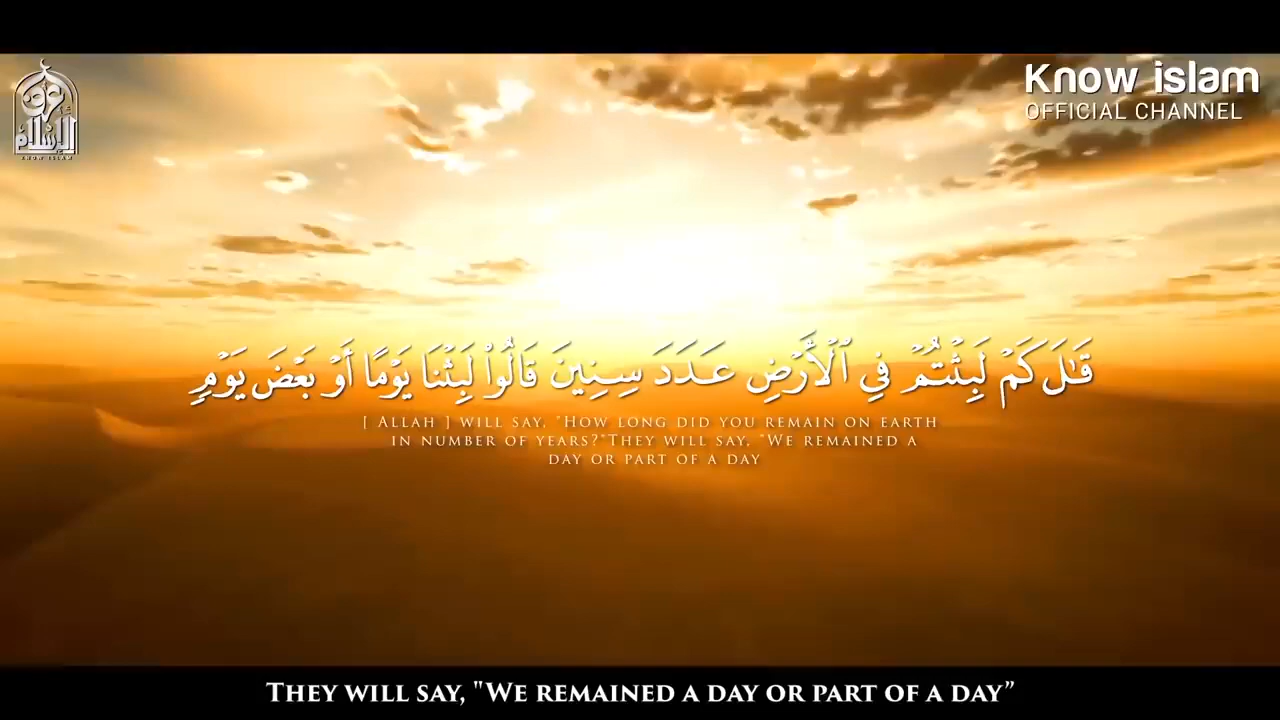 Know islam
OFFICIAL CHANNEL
KNOW ISLAM
قَٰلَ كَمۡ لَبِثۡتُمۡ فِي ٱلۡأَرۡضِ عَدَدَ سِنِينَ قَالُواْ لَبِثۡنَا يَوۡمًا أَوۡ بَعۡضَ يَوۡمٖ
[ ALLAH ] WILL SAY, "HOW LONG DID YOU REMAIN ON EARTH
IN NUMBER OF YEARS?"THEY WILL SAY, "WE REMAINED A
DAY OR PART OF A DAY
THEY WILL SAY, "WE REMAINED A DAY OR PART OF A DAY”